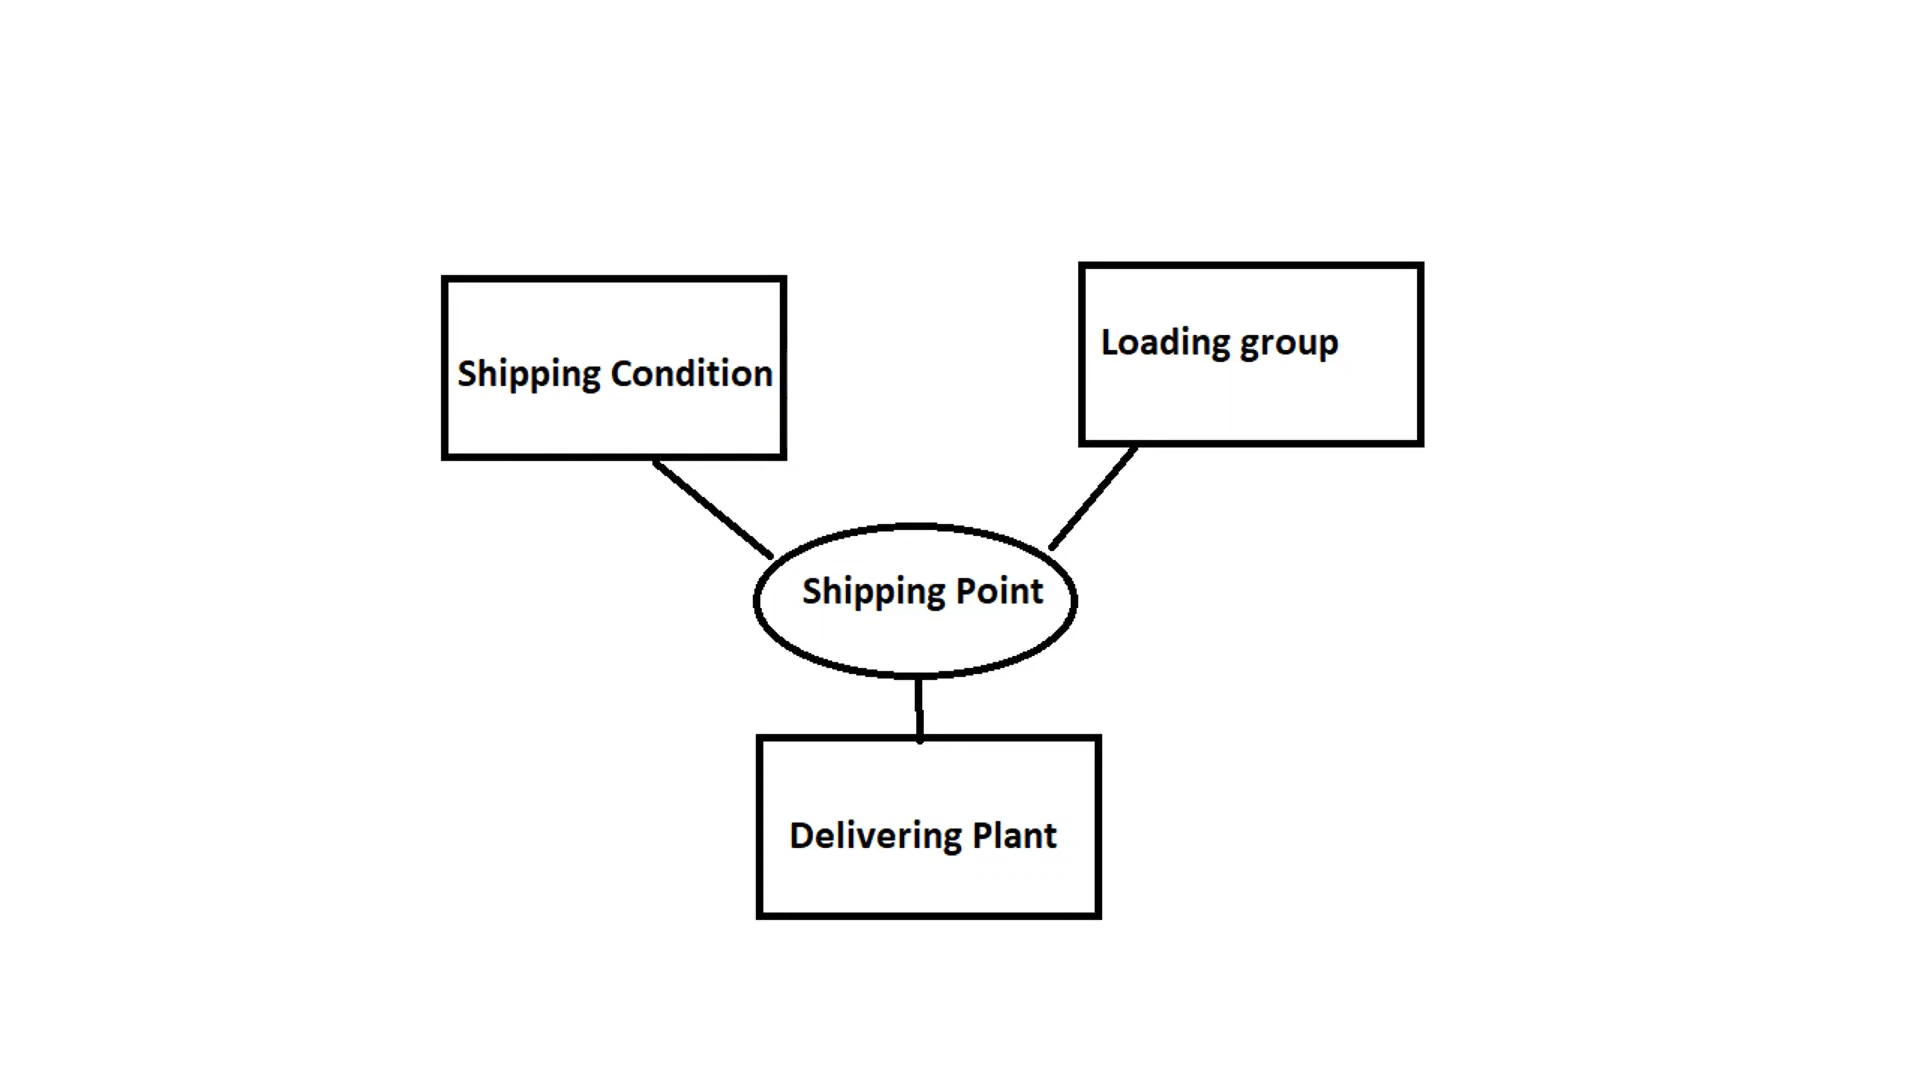 Shipping Condition
Loading group
Shipping Point
Delivering Plant